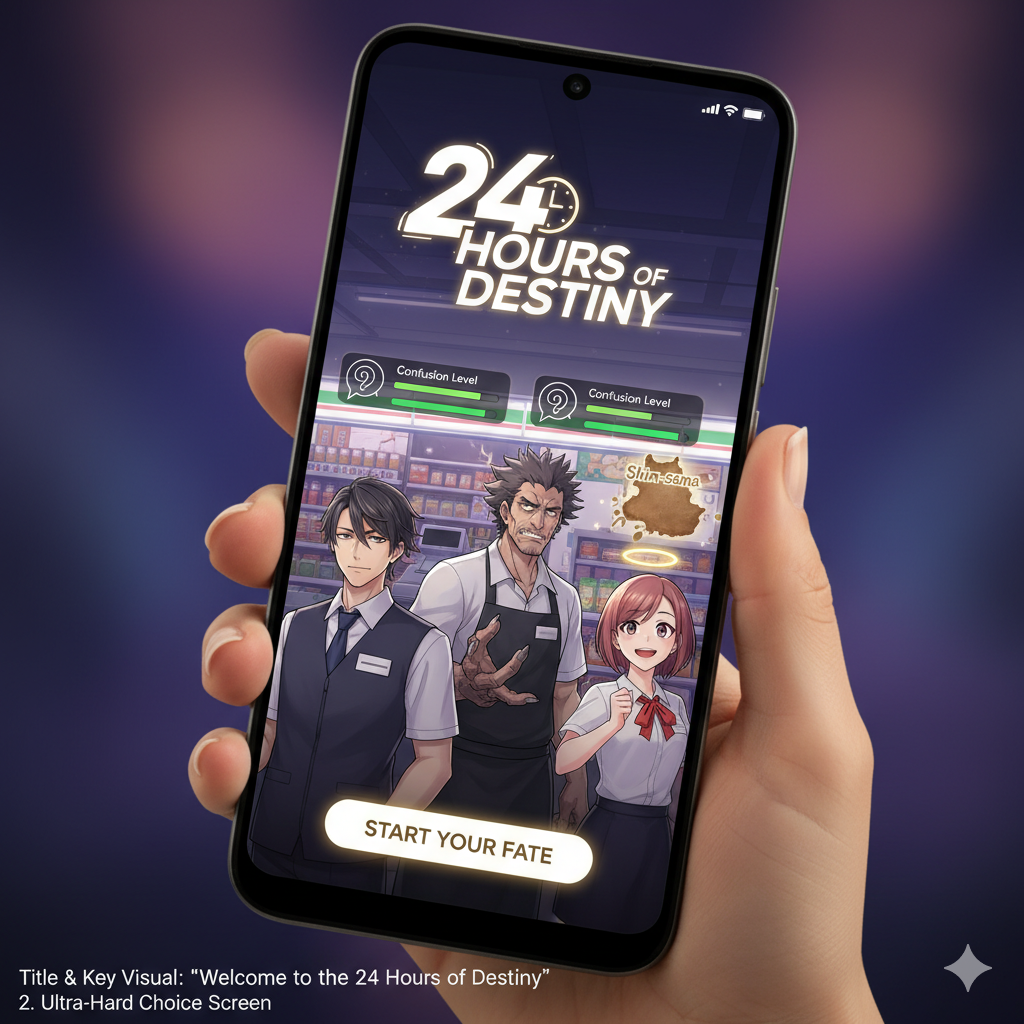 24
HOURS OF
DESTINY
Confusion Level
Confusion Level
Shim-sama
START YOUR FATE
Title & Key Visual: “Welcome to the 24 Hours of Destiny”
2. Ultra-Hard Choice Screen